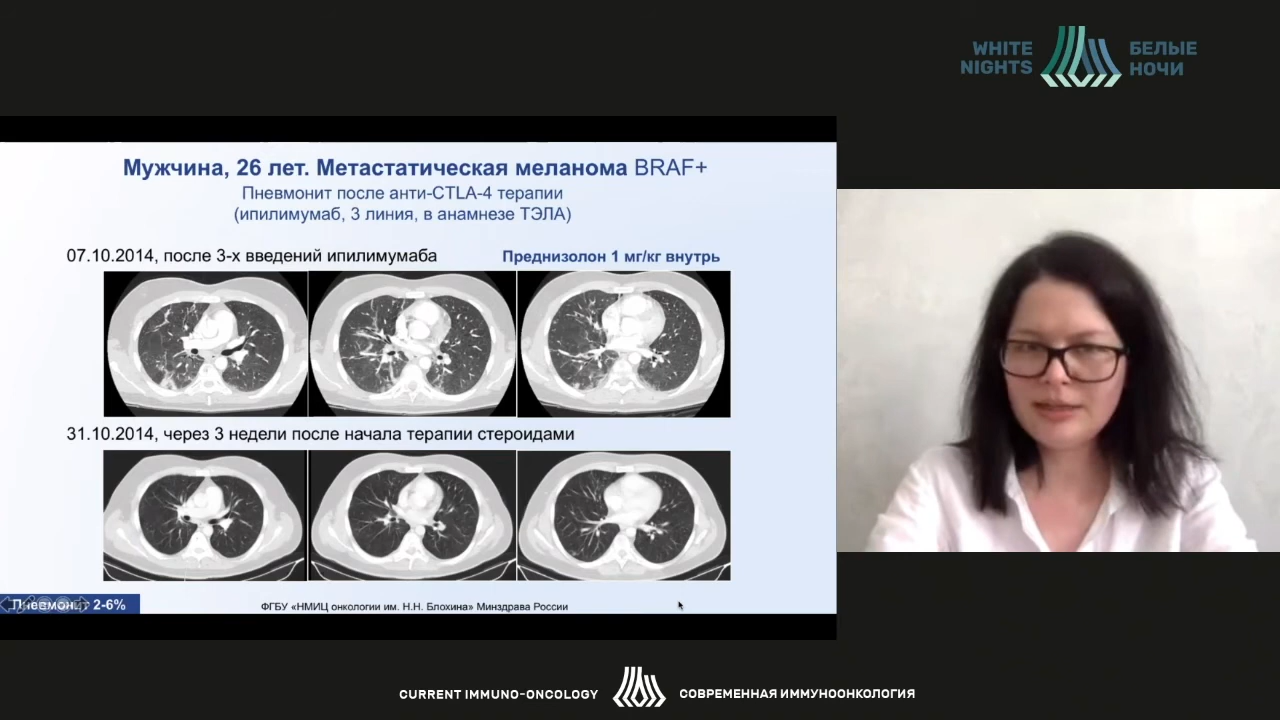 WHITE
NIGHTS
БЕЛЫЕ
НОЧИ
Мужчина, 26 лет. Метастатическая меланома BRAF+
Пневмонит после анти-CTLA-4 терапии
(ипилимумаб, 3 линия, в анамнезе ТЭЛА)
07.10.2014, после 3-х введений ипилимумаба
Преднизолон 1 мг/кг внутрь
31.10.2014, через 3 недели после начала терапии стероидами
Пневмонит 2-6%
ФГБУ «НМИЦ онкологии им. Н.Н. Блохина» Минздрава России
CURRENT IMMUNO-ONCOLOGY
СОВРЕМЕННАЯ ИММУНООНКОЛОГИЯ